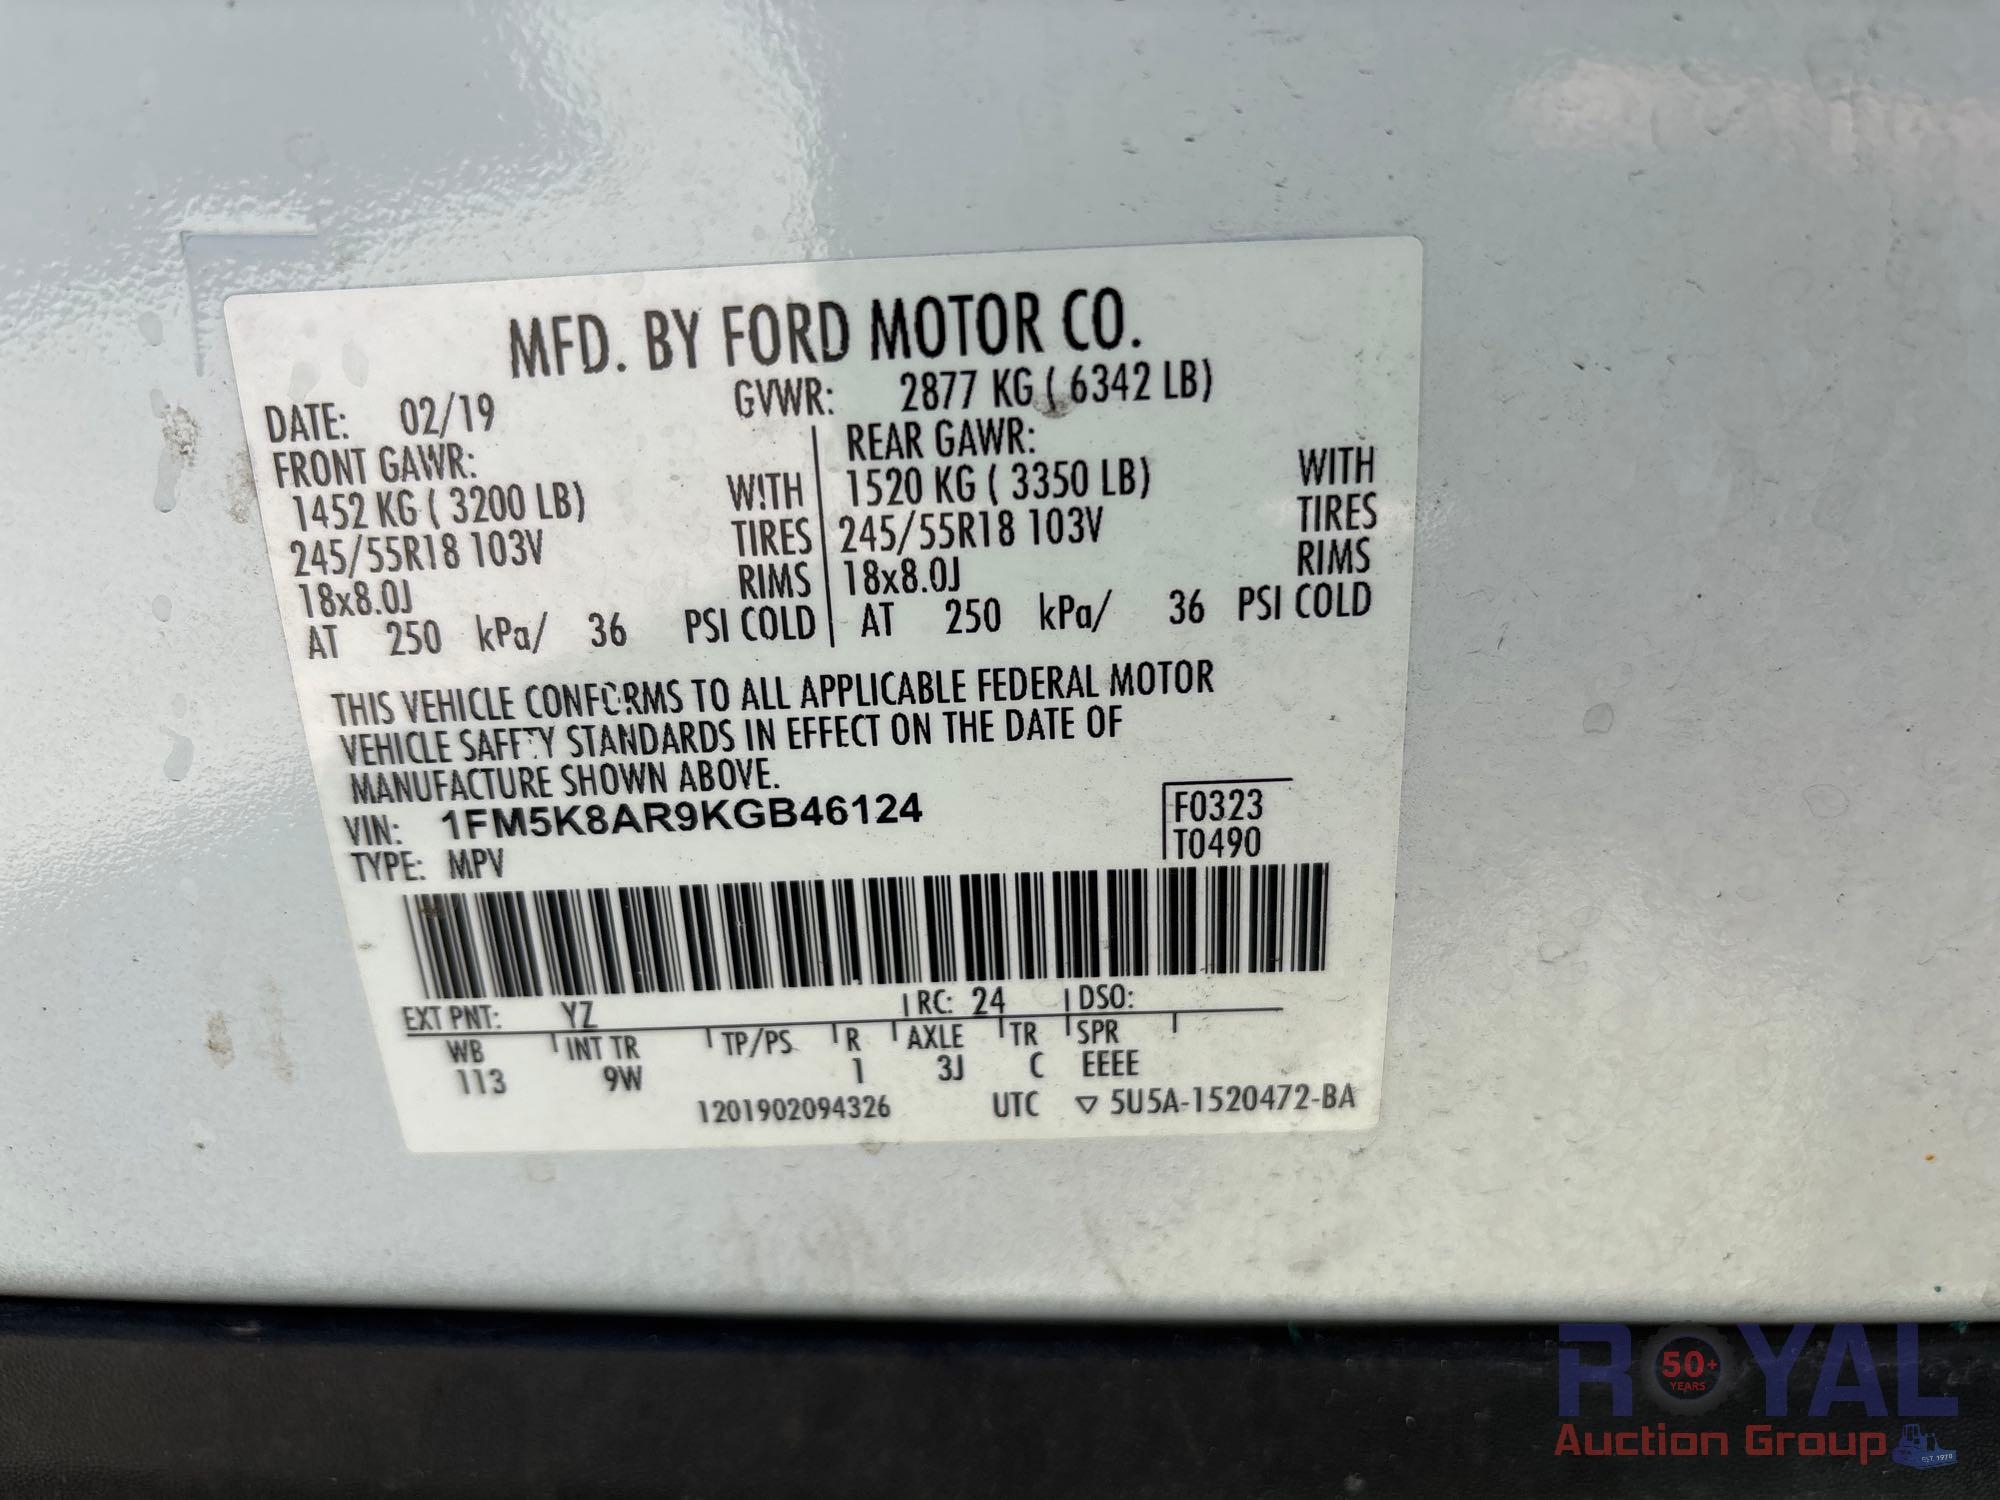 MFD. BY FORD MOTOR CO.
DATE: 02/19 GVWR: 2877 KG ( 6342 LB)
FRONT GAWR: REAR GAWR:
1452 KG ( 3200 LB) WITH 1520 KG ( 3350 LB) WITH
245/55R18 103V TIRES 245/55R18 103V TIRES
18x8.0J RIMS 18x8.0J RIMS
AT 250 kPa/ 36 PSI COLD AT 250 kPa/ 36 PSI COLD
THIS VEHICLE CONFORMS TO ALL APPLICABLE FEDERAL MOTOR
VEHICLE SAFETY STANDARDS IN EFFECT ON THE DATE OF
MANUFACTURE SHOWN ABOVE.
VIN: 1FM5K8AR9KGB46124 F0323
TYPE: MPV T0490
EXT PNT: YZ RC: 24 DSO:
WB INT TR TP/PS R AXLE TR SPR
113 9W 1 3J C EEEE
1201902094326 UTC ▽ 5U5A-1520472-BA
ROYAL
50+
YEARS
Auction Group
EST. 1970